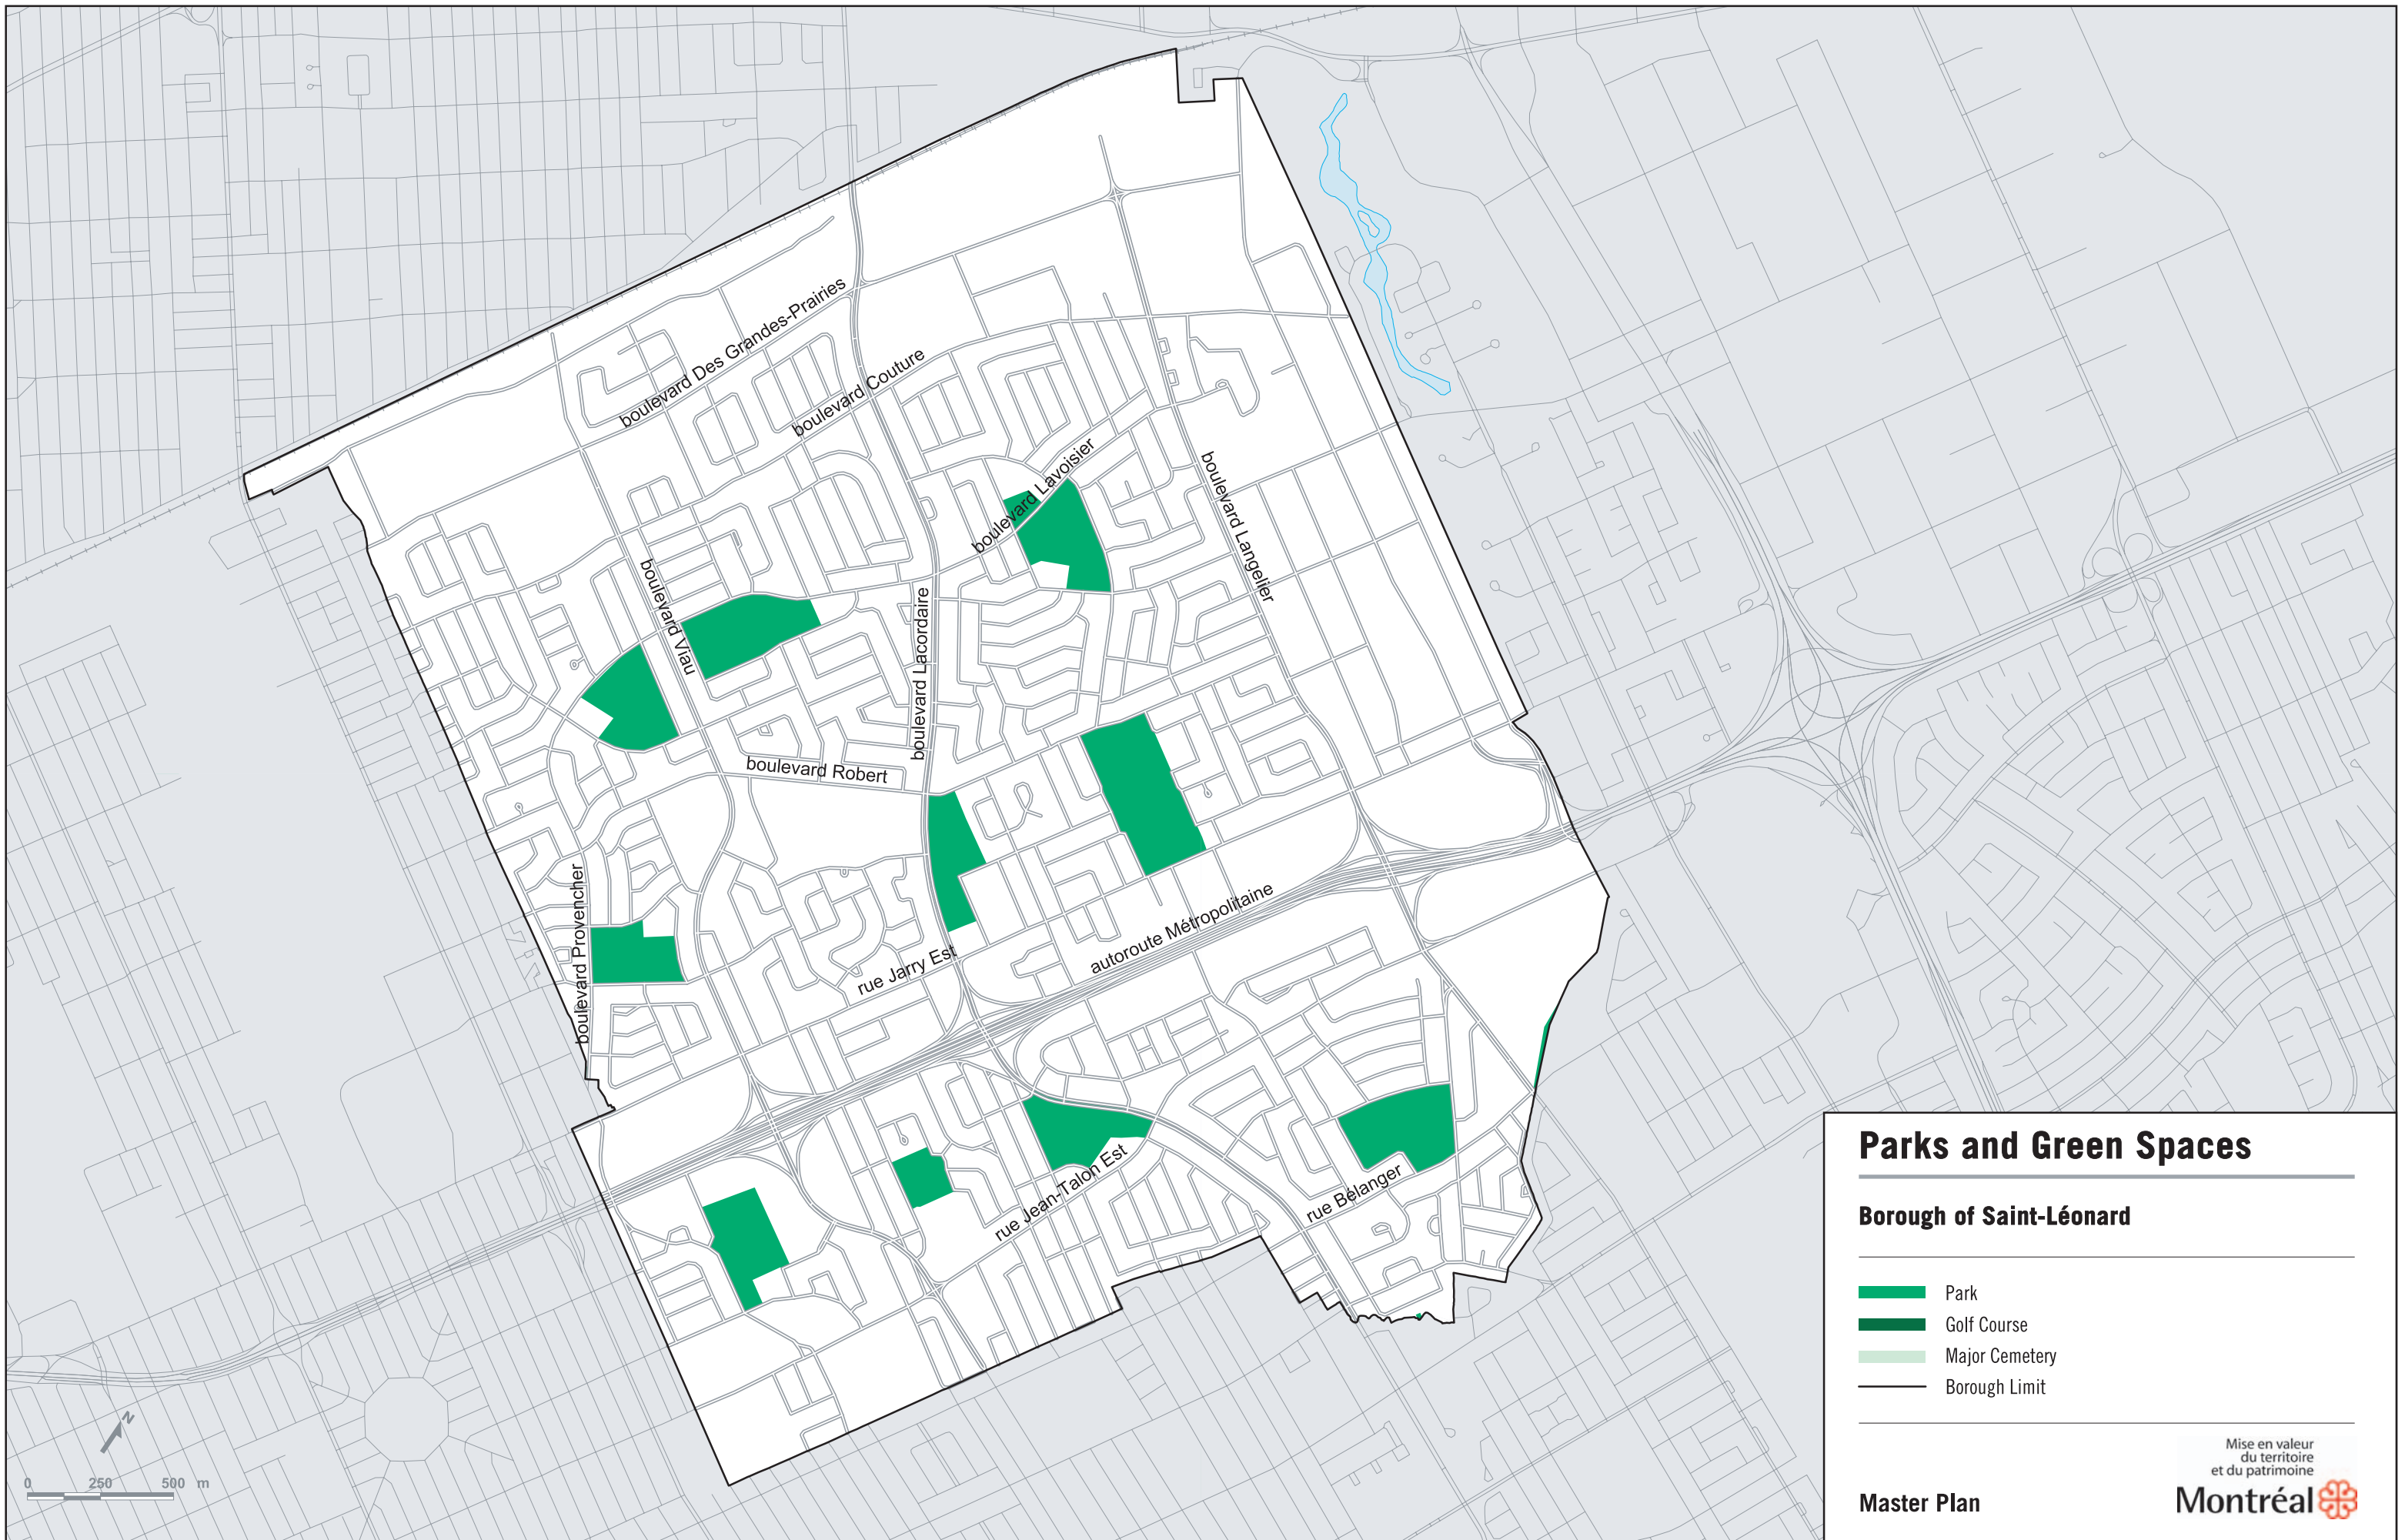 boulevard Des Grandes-Prairies
boulevard Couture
boulevard Lavoisier
boulevard Langelier
boulevard Viau
boulevard Lacordaire
boulevard Robert
boulevard Provencher
rue Jarry Est
autoroute Métropolitaine
rue Jean-Talon Est
rue Bélanger
N
0 250 500 m
Parks and Green Spaces
Borough of Saint-Léonard
Park
Golf Course
Major Cemetery
Borough Limit
Mise en valeur
du territoire
et du patrimoine
Master Plan
Montréal